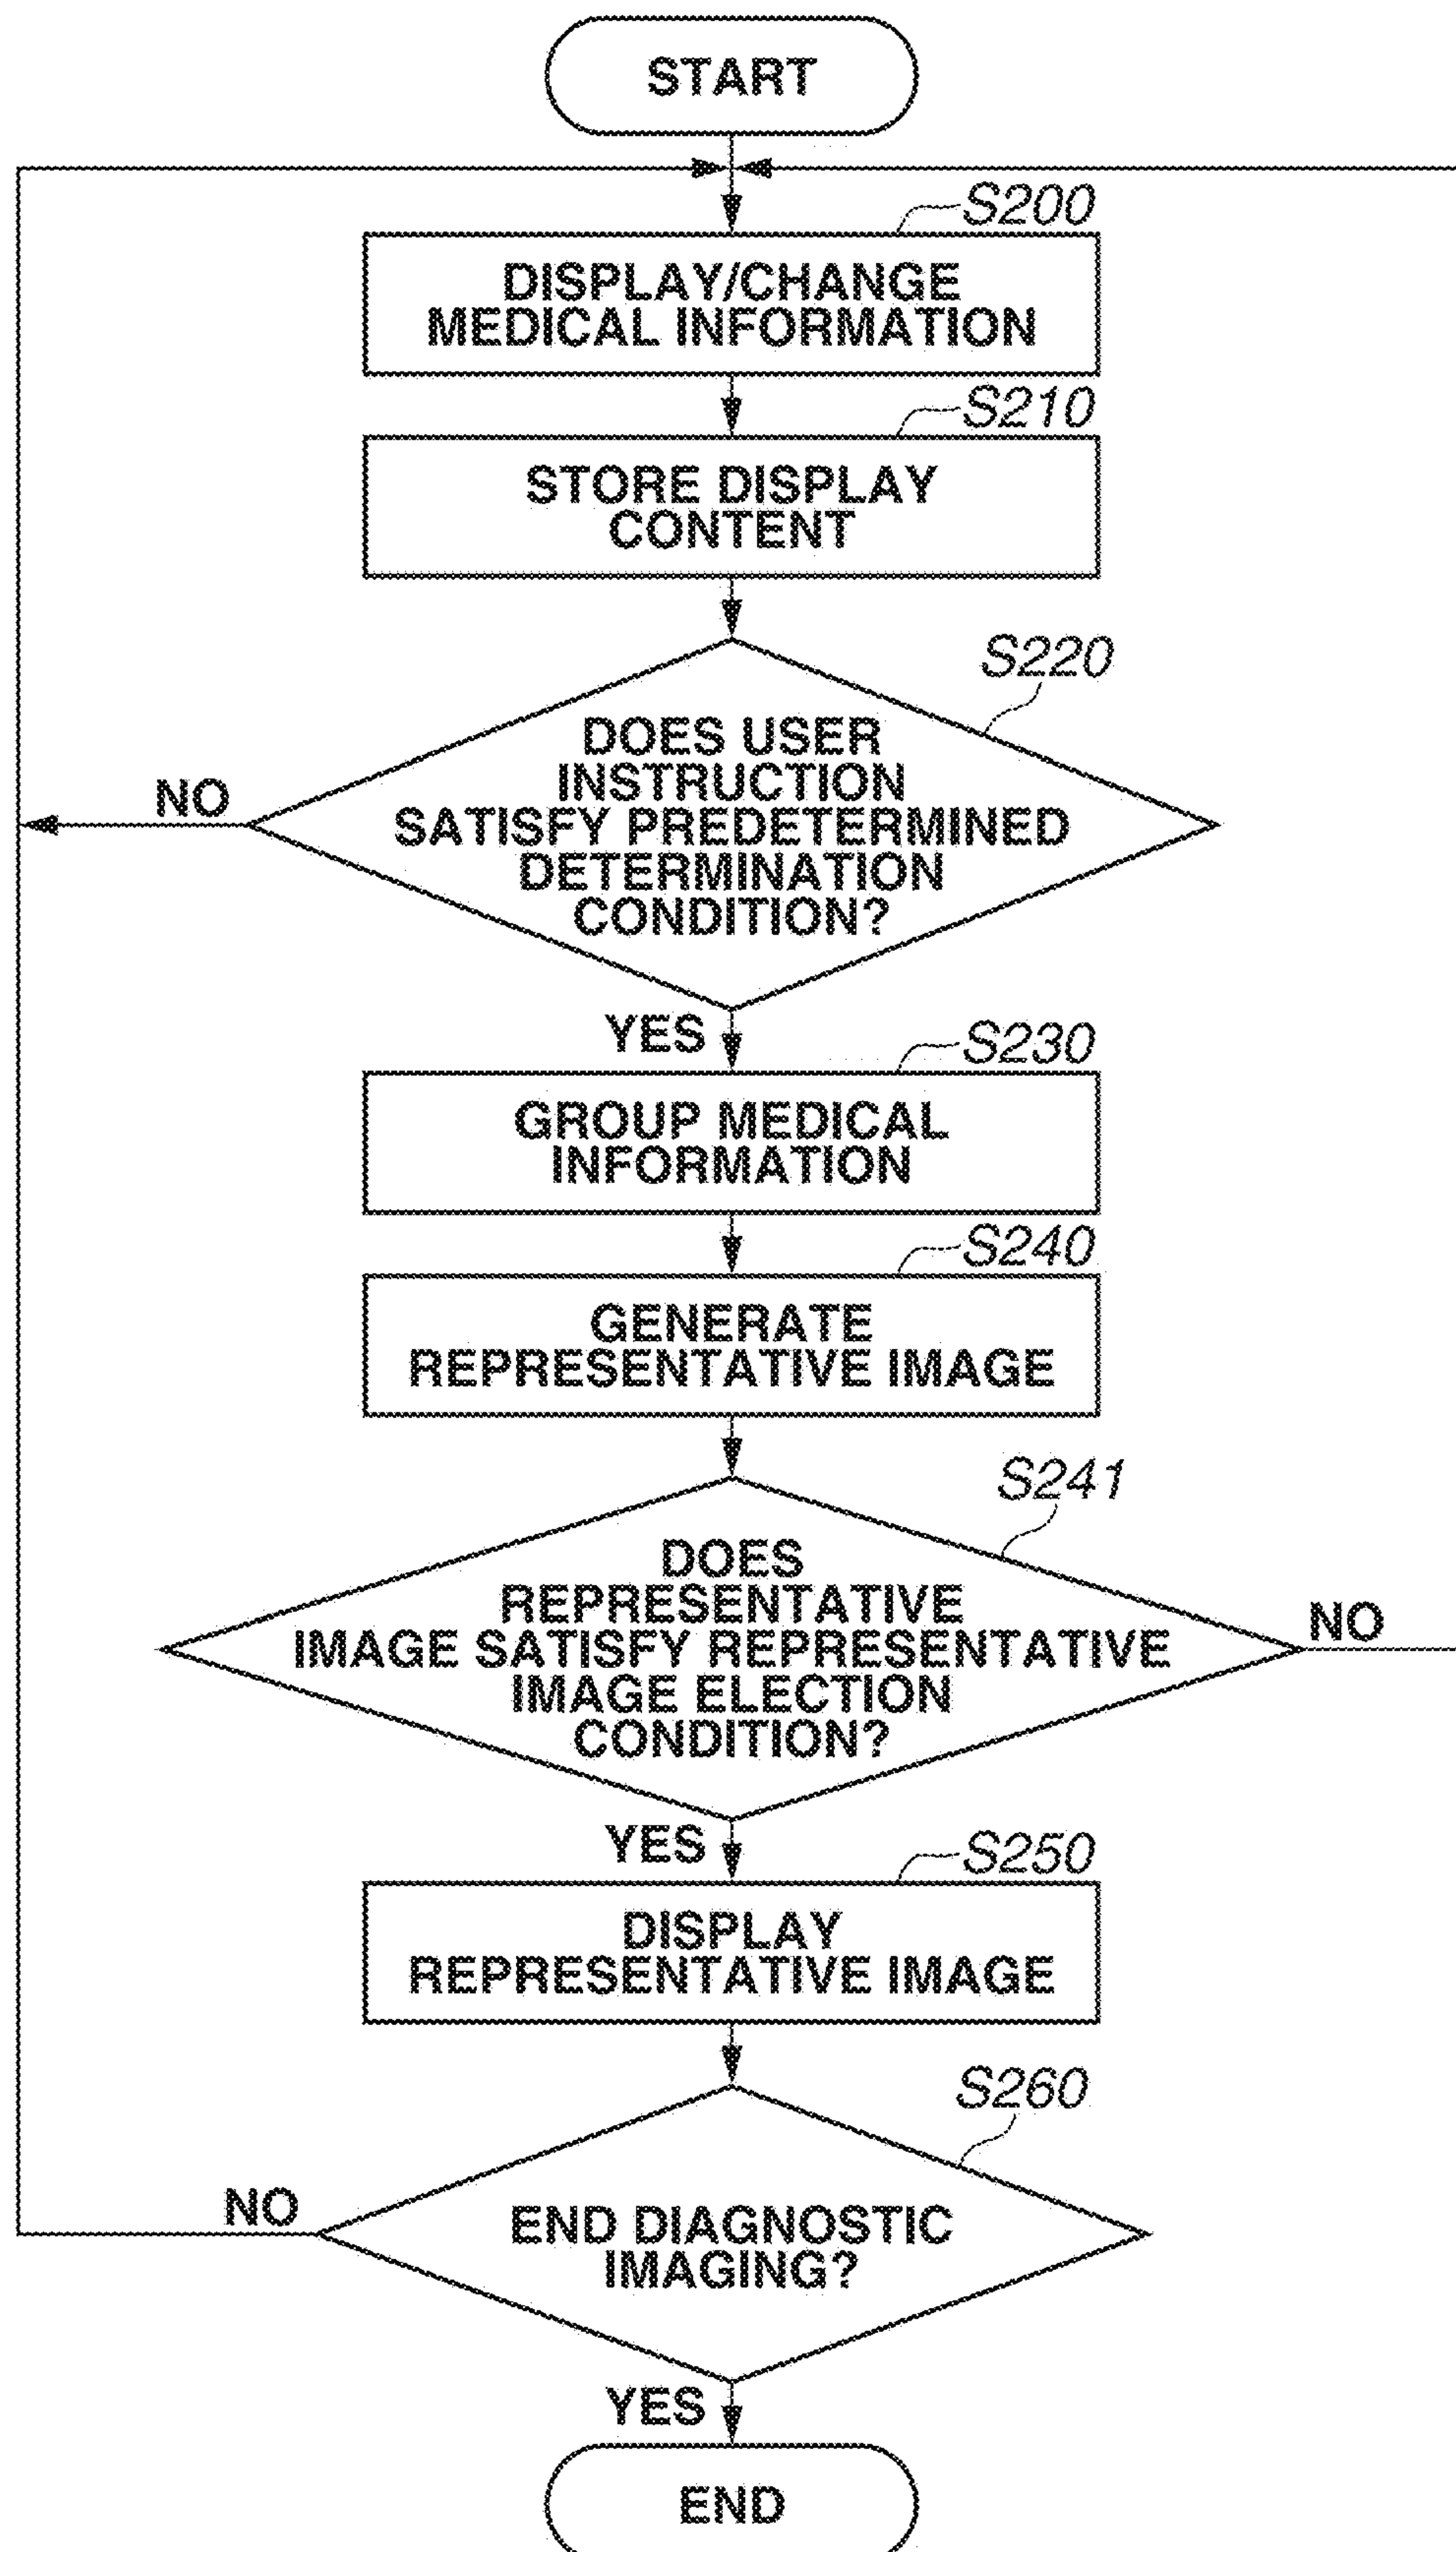 START
S200
DISPLAY/CHANGE
MEDICAL INFORMATION
S210
STORE DISPLAY
CONTENT
S220
DOES USER
INSTRUCTION
SATISFY PREDETERMINED
DETERMINATION
CONDITION?
NO
YES
S230
GROUP MEDICAL
INFORMATION
S240
GENERATE
REPRESENTATIVE IMAGE
S241
DOES
REPRESENTATIVE
IMAGE SATISFY REPRESENTATIVE
IMAGE ELECTION
CONDITION?
NO
YES
S250
DISPLAY
REPRESENTATIVE IMAGE
S260
NO
END DIAGNOSTIC
IMAGING?
YES
END